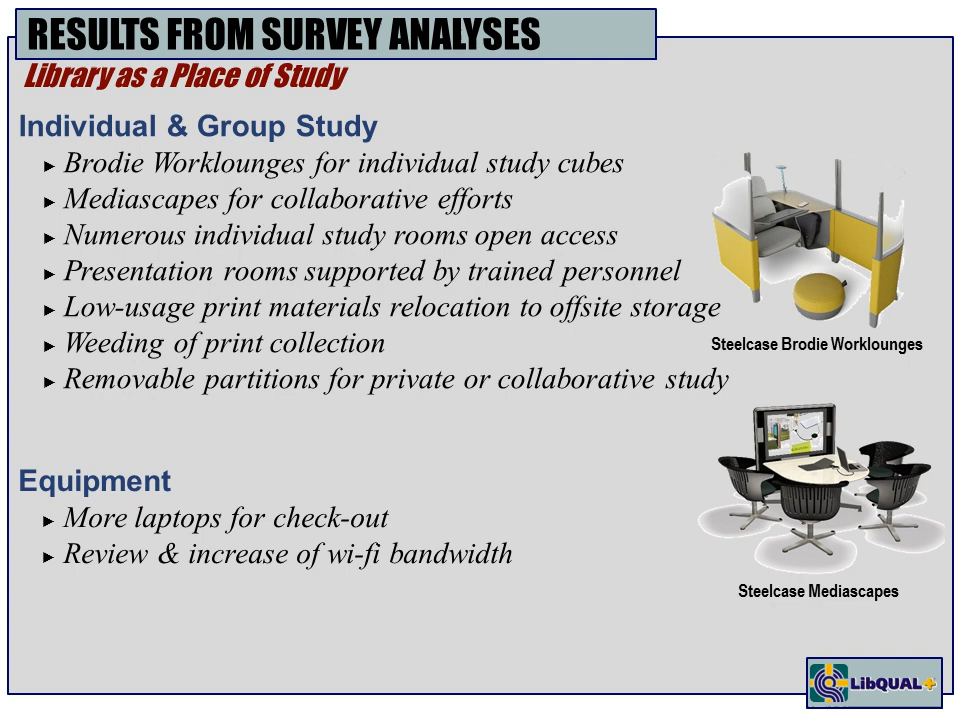 RESULTS FROM SURVEY ANALYSES
Library as a Place of Study
Individual & Group Study
► Brodie Worklounges for individual study cubes
► Mediascapes for collaborative efforts
► Numerous individual study rooms open access
► Presentation rooms supported by trained personnel
► Low-usage print materials relocation to offsite storage
► Weeding of print collection
► Removable partitions for private or collaborative study
Steelcase Brodie Worklounges
Equipment
► More laptops for check-out
► Review & increase of wi-fi bandwidth
Steelcase Mediascapes
LibQUAL+